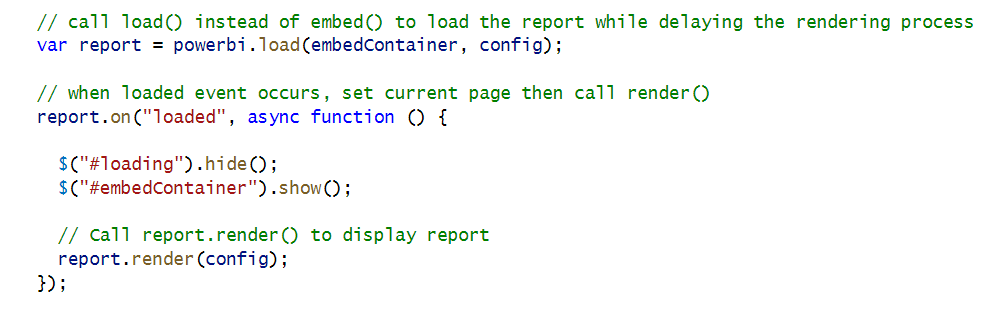 // call load() instead of embed() to load the report while delaying the rendering process
var report = powerbi.load(embedContainer, config);
// when loaded event occurs, set current page then call render()
report.on("loaded", async function () {
$("#loading").hide();
$("#embedContainer").show();
// Call report.render() to display report
report.render(config);
});